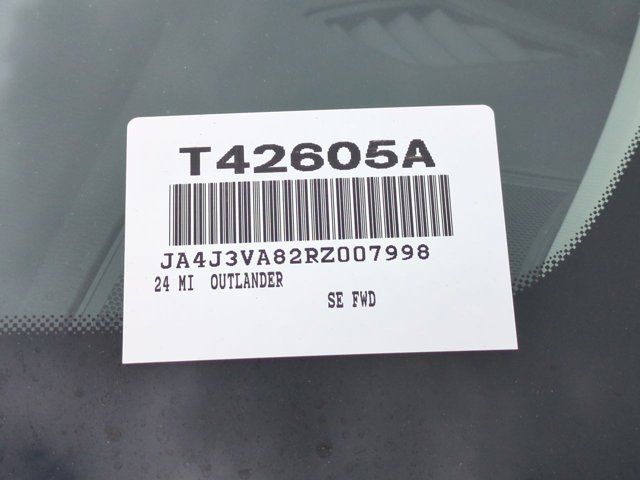 T42605A
JA4J3VA82RZ007998
24 MI OUTLANDER
SE FWD